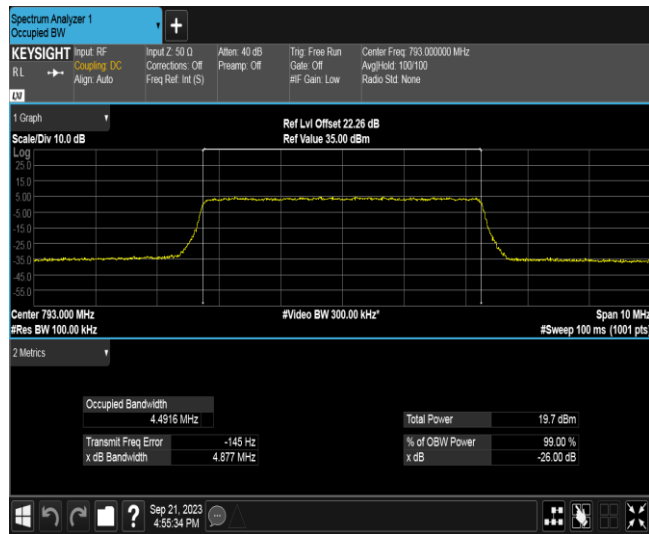 Spectrum Analyzer 1
Occupied BW
+
KEYSIGHT
RL
LXI
Input: RF
Coupling: DC
Align: Auto
Input Z: 50 Ω
Corrections: Off
Freq Ref: Int (S)
Atten: 40 dB
Preamp: Off
Trig: Free Run
Gate: Off
#IF Gain: Low
Center Freq: 793.000000 MHz
Avg|Hold: 100/100
Radio Std: None
1 Graph
Scale/Div 10.0 dB
Ref Lvl Offset 22.26 dB
Ref Value 35.00 dBm
Log
25.0
15.0
5.00
-5.00
-15.0
-25.0
-35.0
-45.0
-55.0
Center 793.000 MHz
#Res BW 100.00 kHz
#Video BW 300.00 kHz*
Span 10 MHz
#Sweep 100 ms (1001 pts)
2 Metrics
Occupied Bandwidth
4.4916 MHz
Transmit Freq Error -145 Hz
x dB Bandwidth 4.877 MHz
Total Power 19.7 dBm
% of OBW Power 99.00 %
x dB -26.00 dB
?
Sep 21, 2023
4:55:34 PM